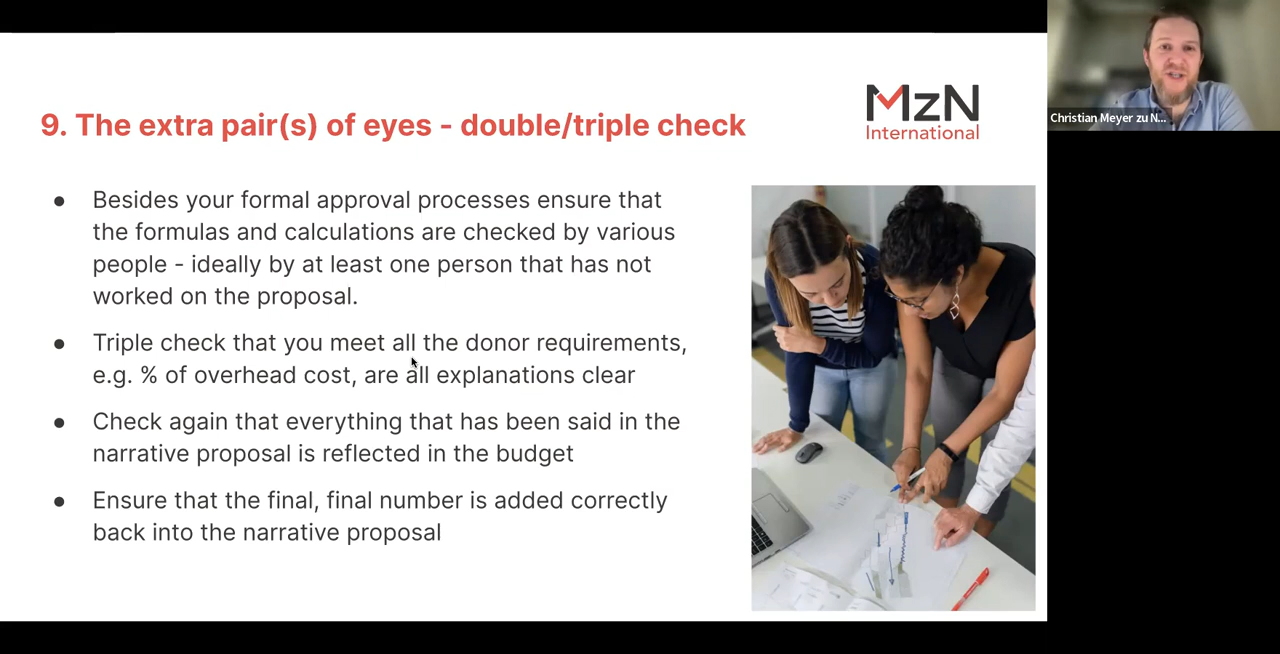 9. The extra pair(s) of eyes - double/triple check
MzN
International
● Besides your formal approval processes ensure that
the formulas and calculations are checked by various
people - ideally by at least one person that has not
worked on the proposal.
● Triple check that you meet all the donor requirements,
e.g. % of overhead cost, are all explanations clear
● Check again that everything that has been said in the
narrative proposal is reflected in the budget
● Ensure that the final, final number is added correctly
back into the narrative proposal
Christian Meyer zu N...